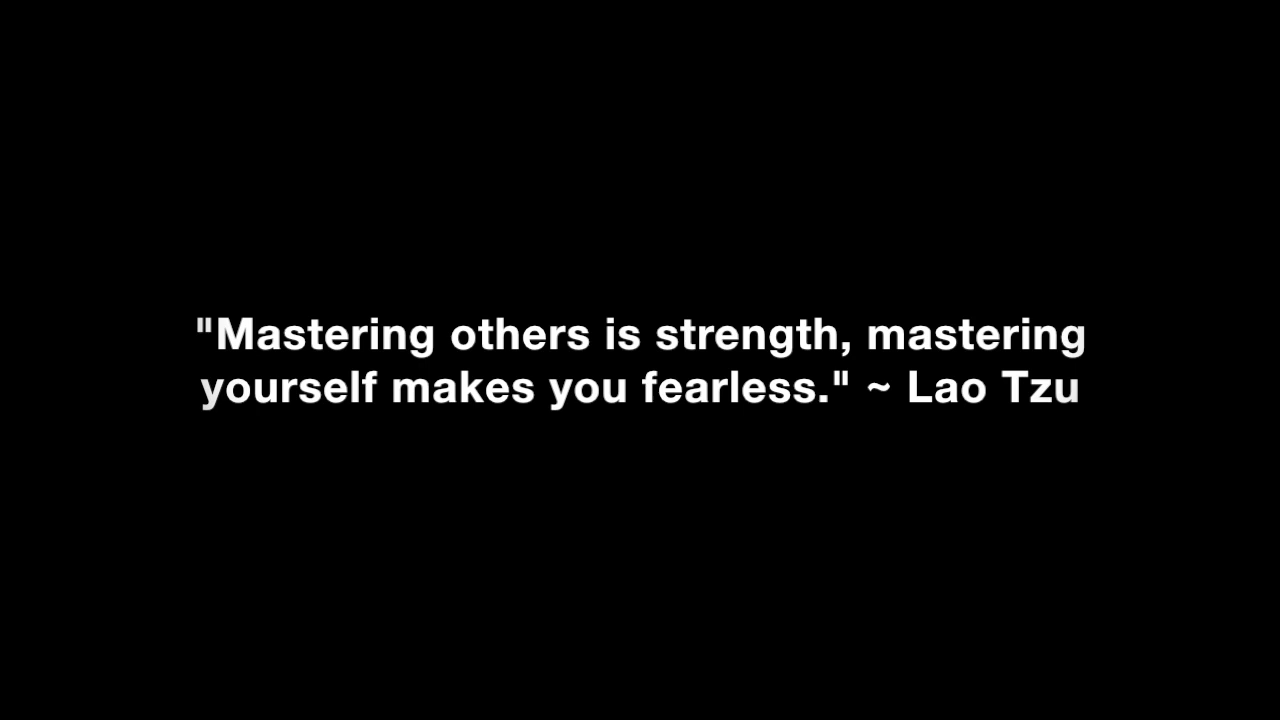 "Mastering others is strength, mastering
yourself makes you fearless." ~ Lao Tzu